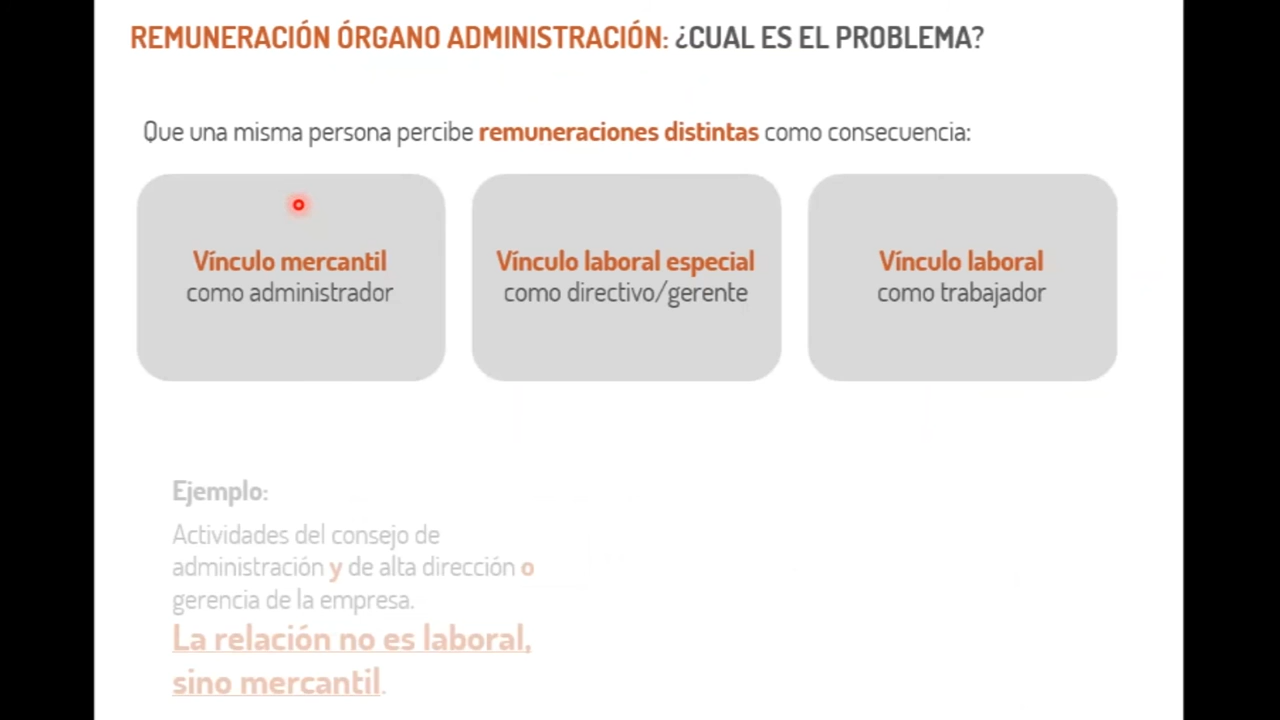 REMUNERACIÓN ÓRGANO ADMINISTRACIÓN: ¿CUAL ES EL PROBLEMA?
Que una misma persona percibe remuneraciones distintas como consecuencia:
Vínculo mercantil
como administrador
Vínculo laboral especial
como directivo/gerente
Vínculo laboral
como trabajador
Ejemplo:
Actividades del consejo de
administración y de alta dirección o
gerencia de la empresa.
La relación no es laboral,
sino mercantil.